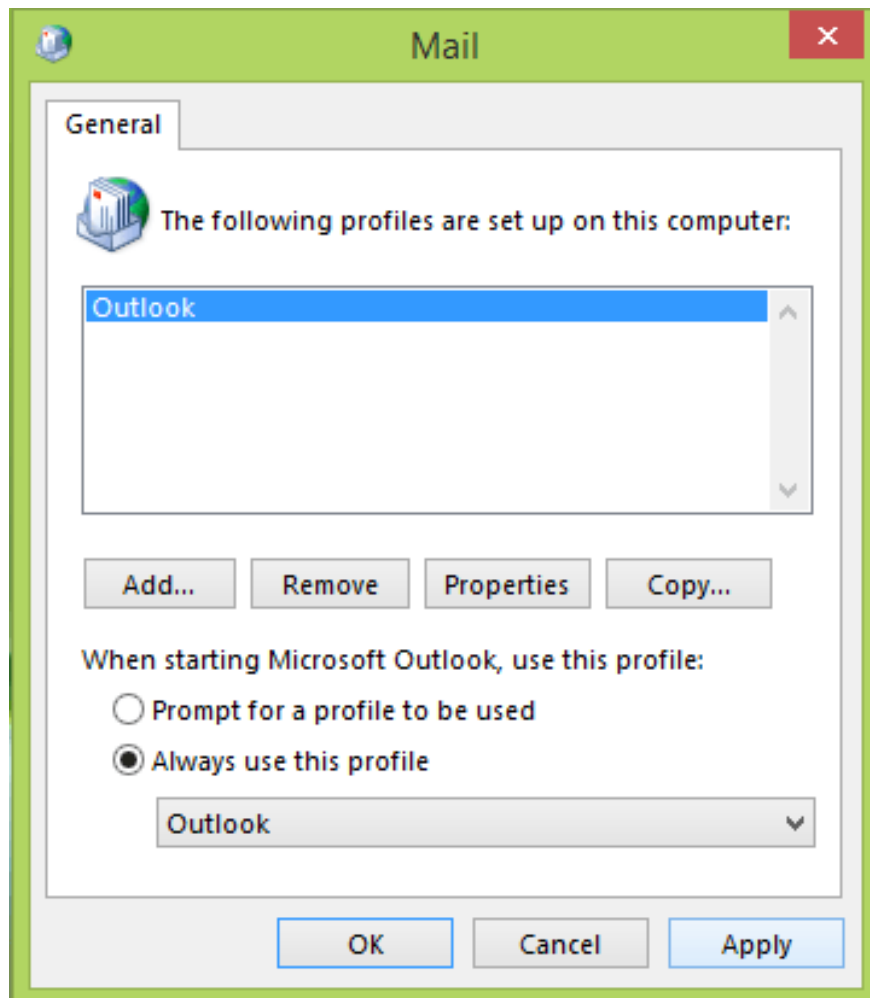 Mail
General
The following profiles are set up on this computer:
Outlook
Add... Remove Properties Copy...
When starting Microsoft Outlook, use this profile:
Prompt for a profile to be used
Always use this profile
Outlook
OK Cancel Apply